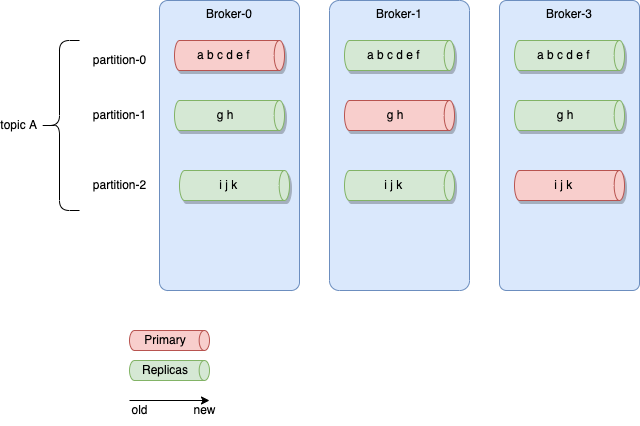 Broker-0
Broker-1
Broker-3
partition-0
a b c d e f
a b c d e f
a b c d e f
topic A
partition-1
g h
g h
g h
partition-2
i j k
i j k
i j k
Primary
Replicas
old
new